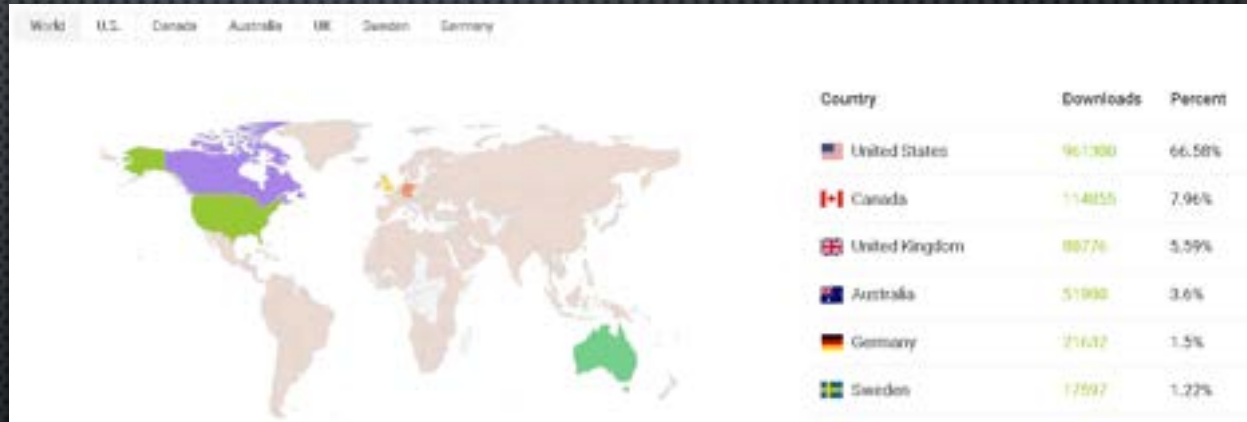 World U.S. Canada Australia UK Sweden Germany
Country Downloads Percent
United States 66.58%
Canada 7.96%
United Kingdom 5.59%
Australia 3.6%
Germany 1.5%
Sweden 17597 1.22%